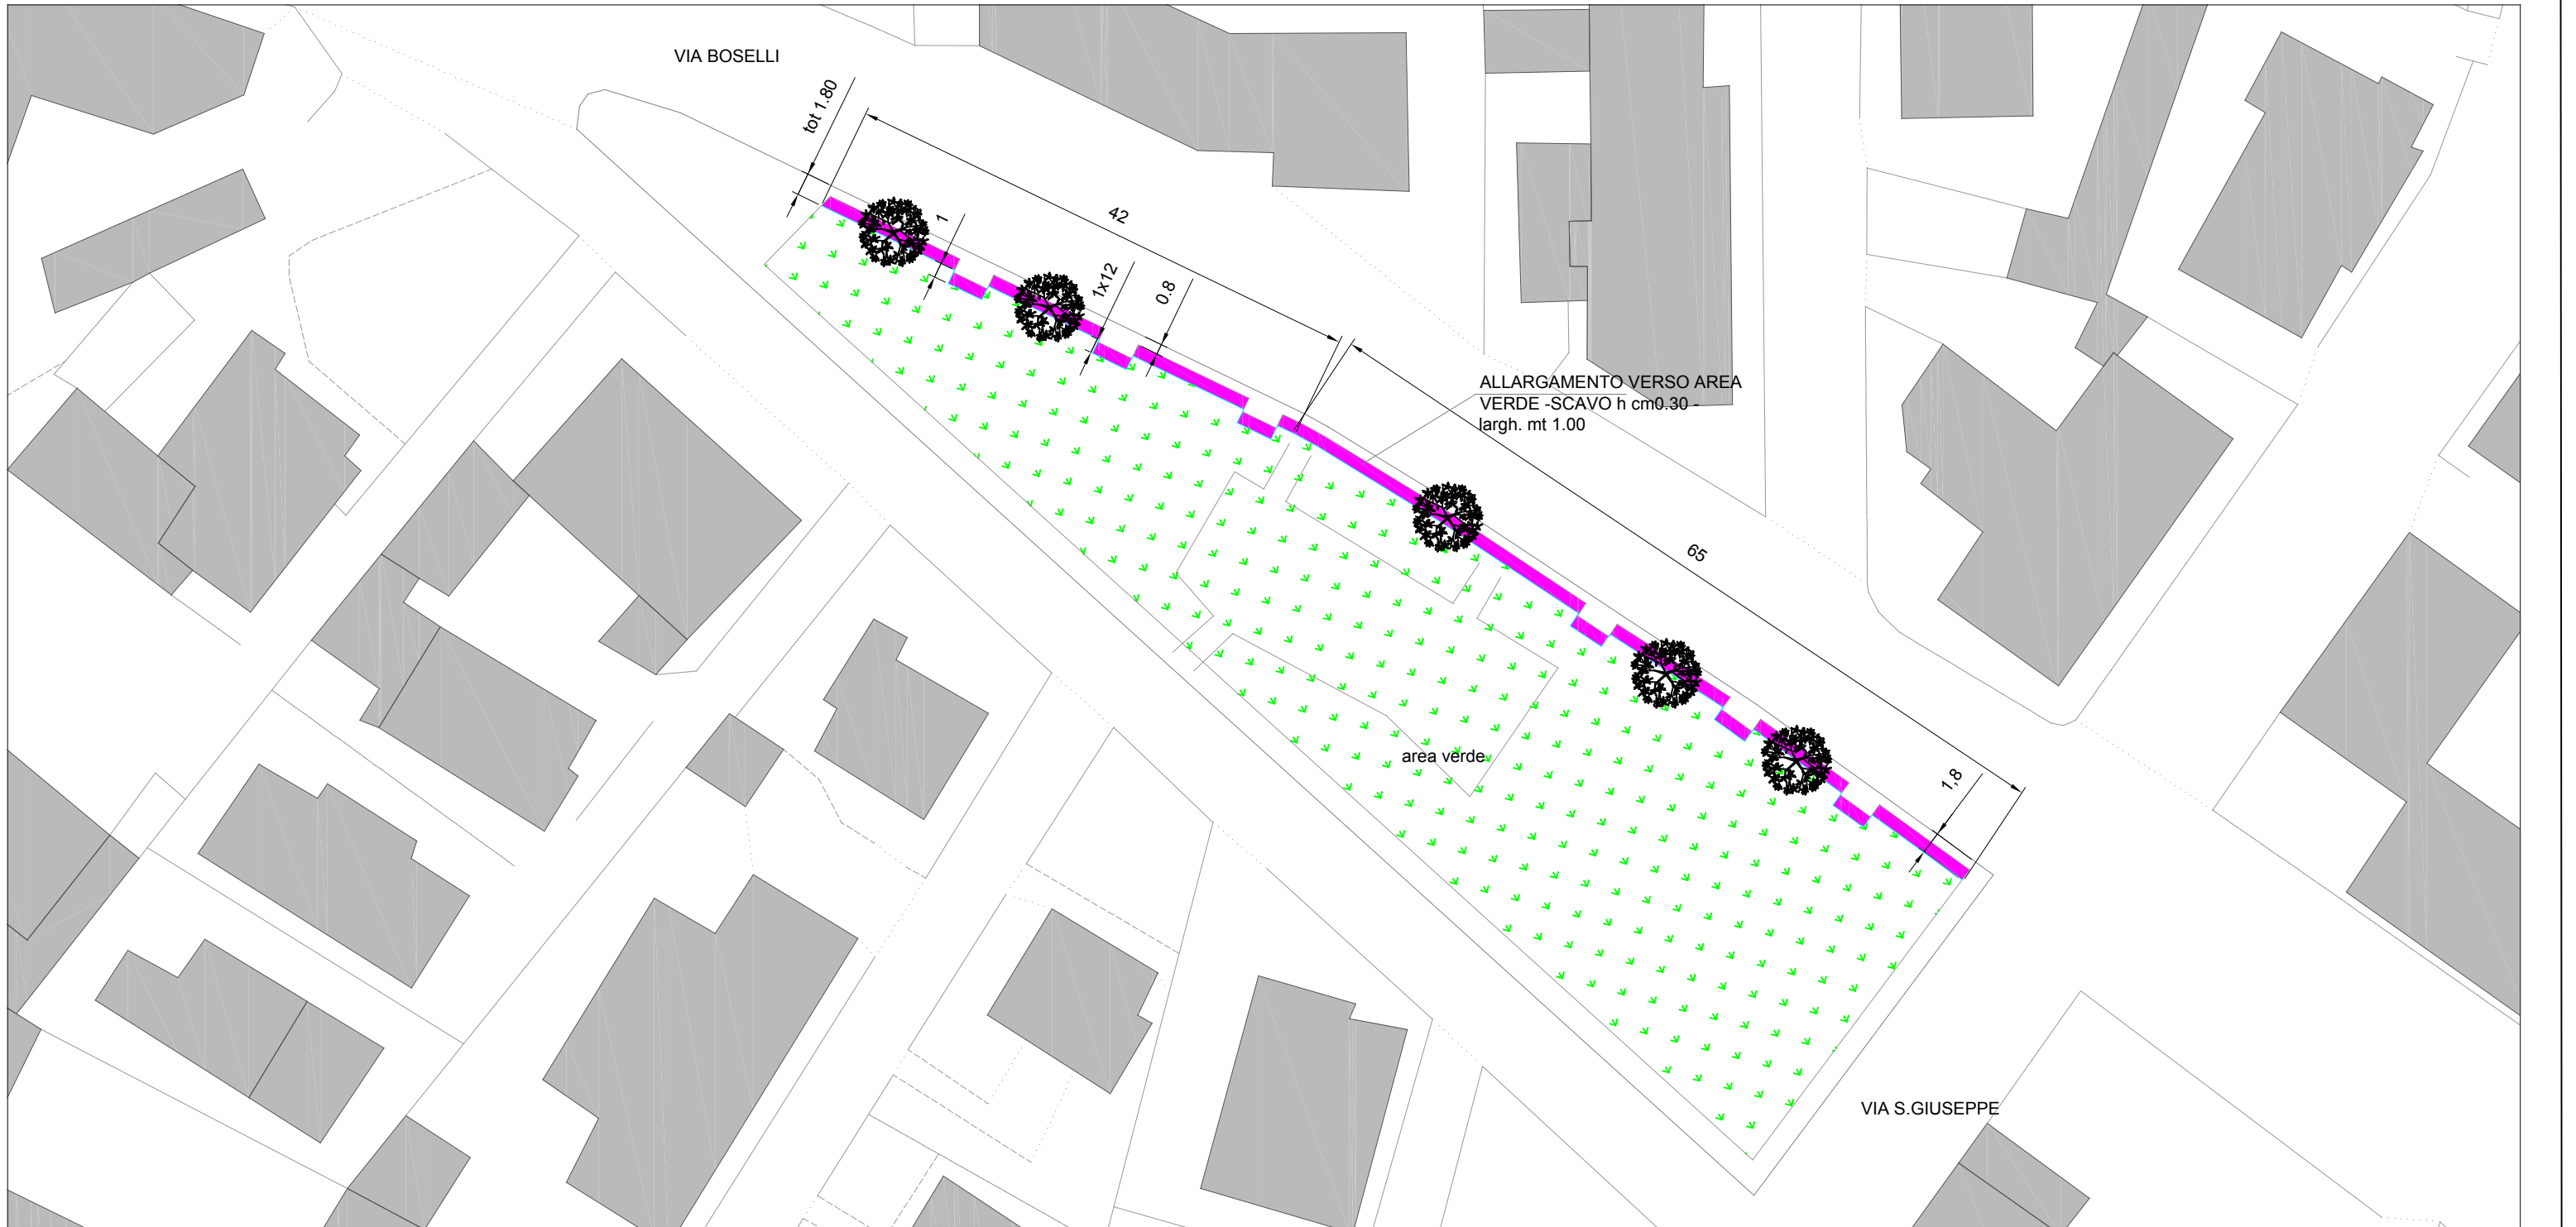 VIA BOSELLI
tot 1.80
42
1
1x12
0.8
ALLARGAMENTO VERSO AREA
VERDE -SCAVO h cm0.30 -
largh. mt 1.00
65
area verde
1,8
VIA S.GIUSEPPE